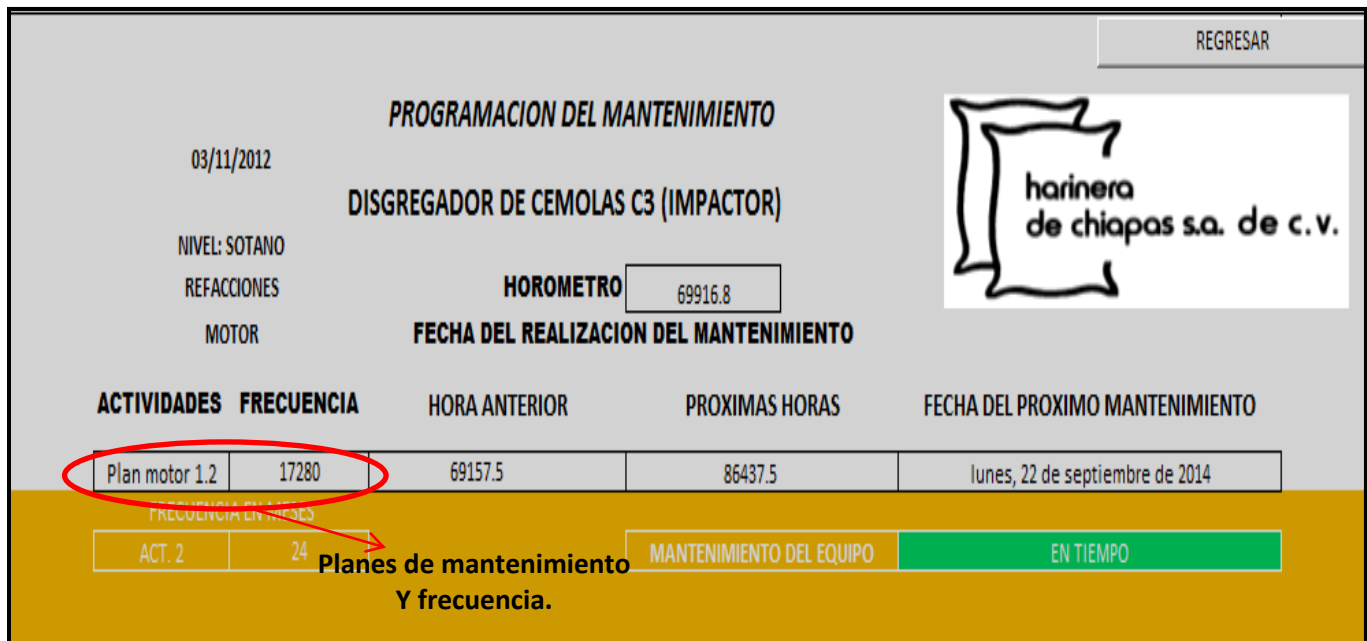 REGRESAR
PROGRAMACION DEL MANTENIMIENTO
03/11/2012
DISGREGADOR DE CEMOLAS C3 (IMPACTOR)
harinera
de chiapas s.a. de c.v.
NIVEL: SOTANO
REFACCIONES
HOROMETRO 69916.8
MOTOR
FECHA DEL REALIZACION DEL MANTENIMIENTO
ACTIVIDADES FRECUENCIA HORA ANTERIOR PROXIMAS HORAS FECHA DEL PROXIMO MANTENIMIENTO
Plan motor 1.2 17280 69157.5 86437.5 lunes, 22 de septiembre de 2014
FRECUENCIA EN MESES
ACT. 2 24 MANTENIMIENTO DEL EQUIPO EN TIEMPO
Planes de mantenimiento
Y frecuencia.